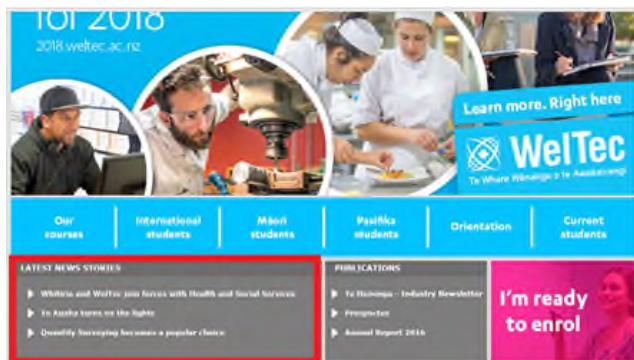 for 2018
2018.weltec.ac.nz
Learn more. Right here
WelTec
Te Whare Wānanga o te Awakairangi
Our
courses
International
students
Māori
students
Pasifika
students
Orientation
Current
students
LATEST NEWS STORIES
Whitireia and WelTec join forces with Health and Social Services
Te Auaha turns on the lights
Quantity Surveying becomes a popular choice
PUBLICATIONS
Industry Newsletter
Prospectus
Annual Report 2016
I'm ready
to enrol